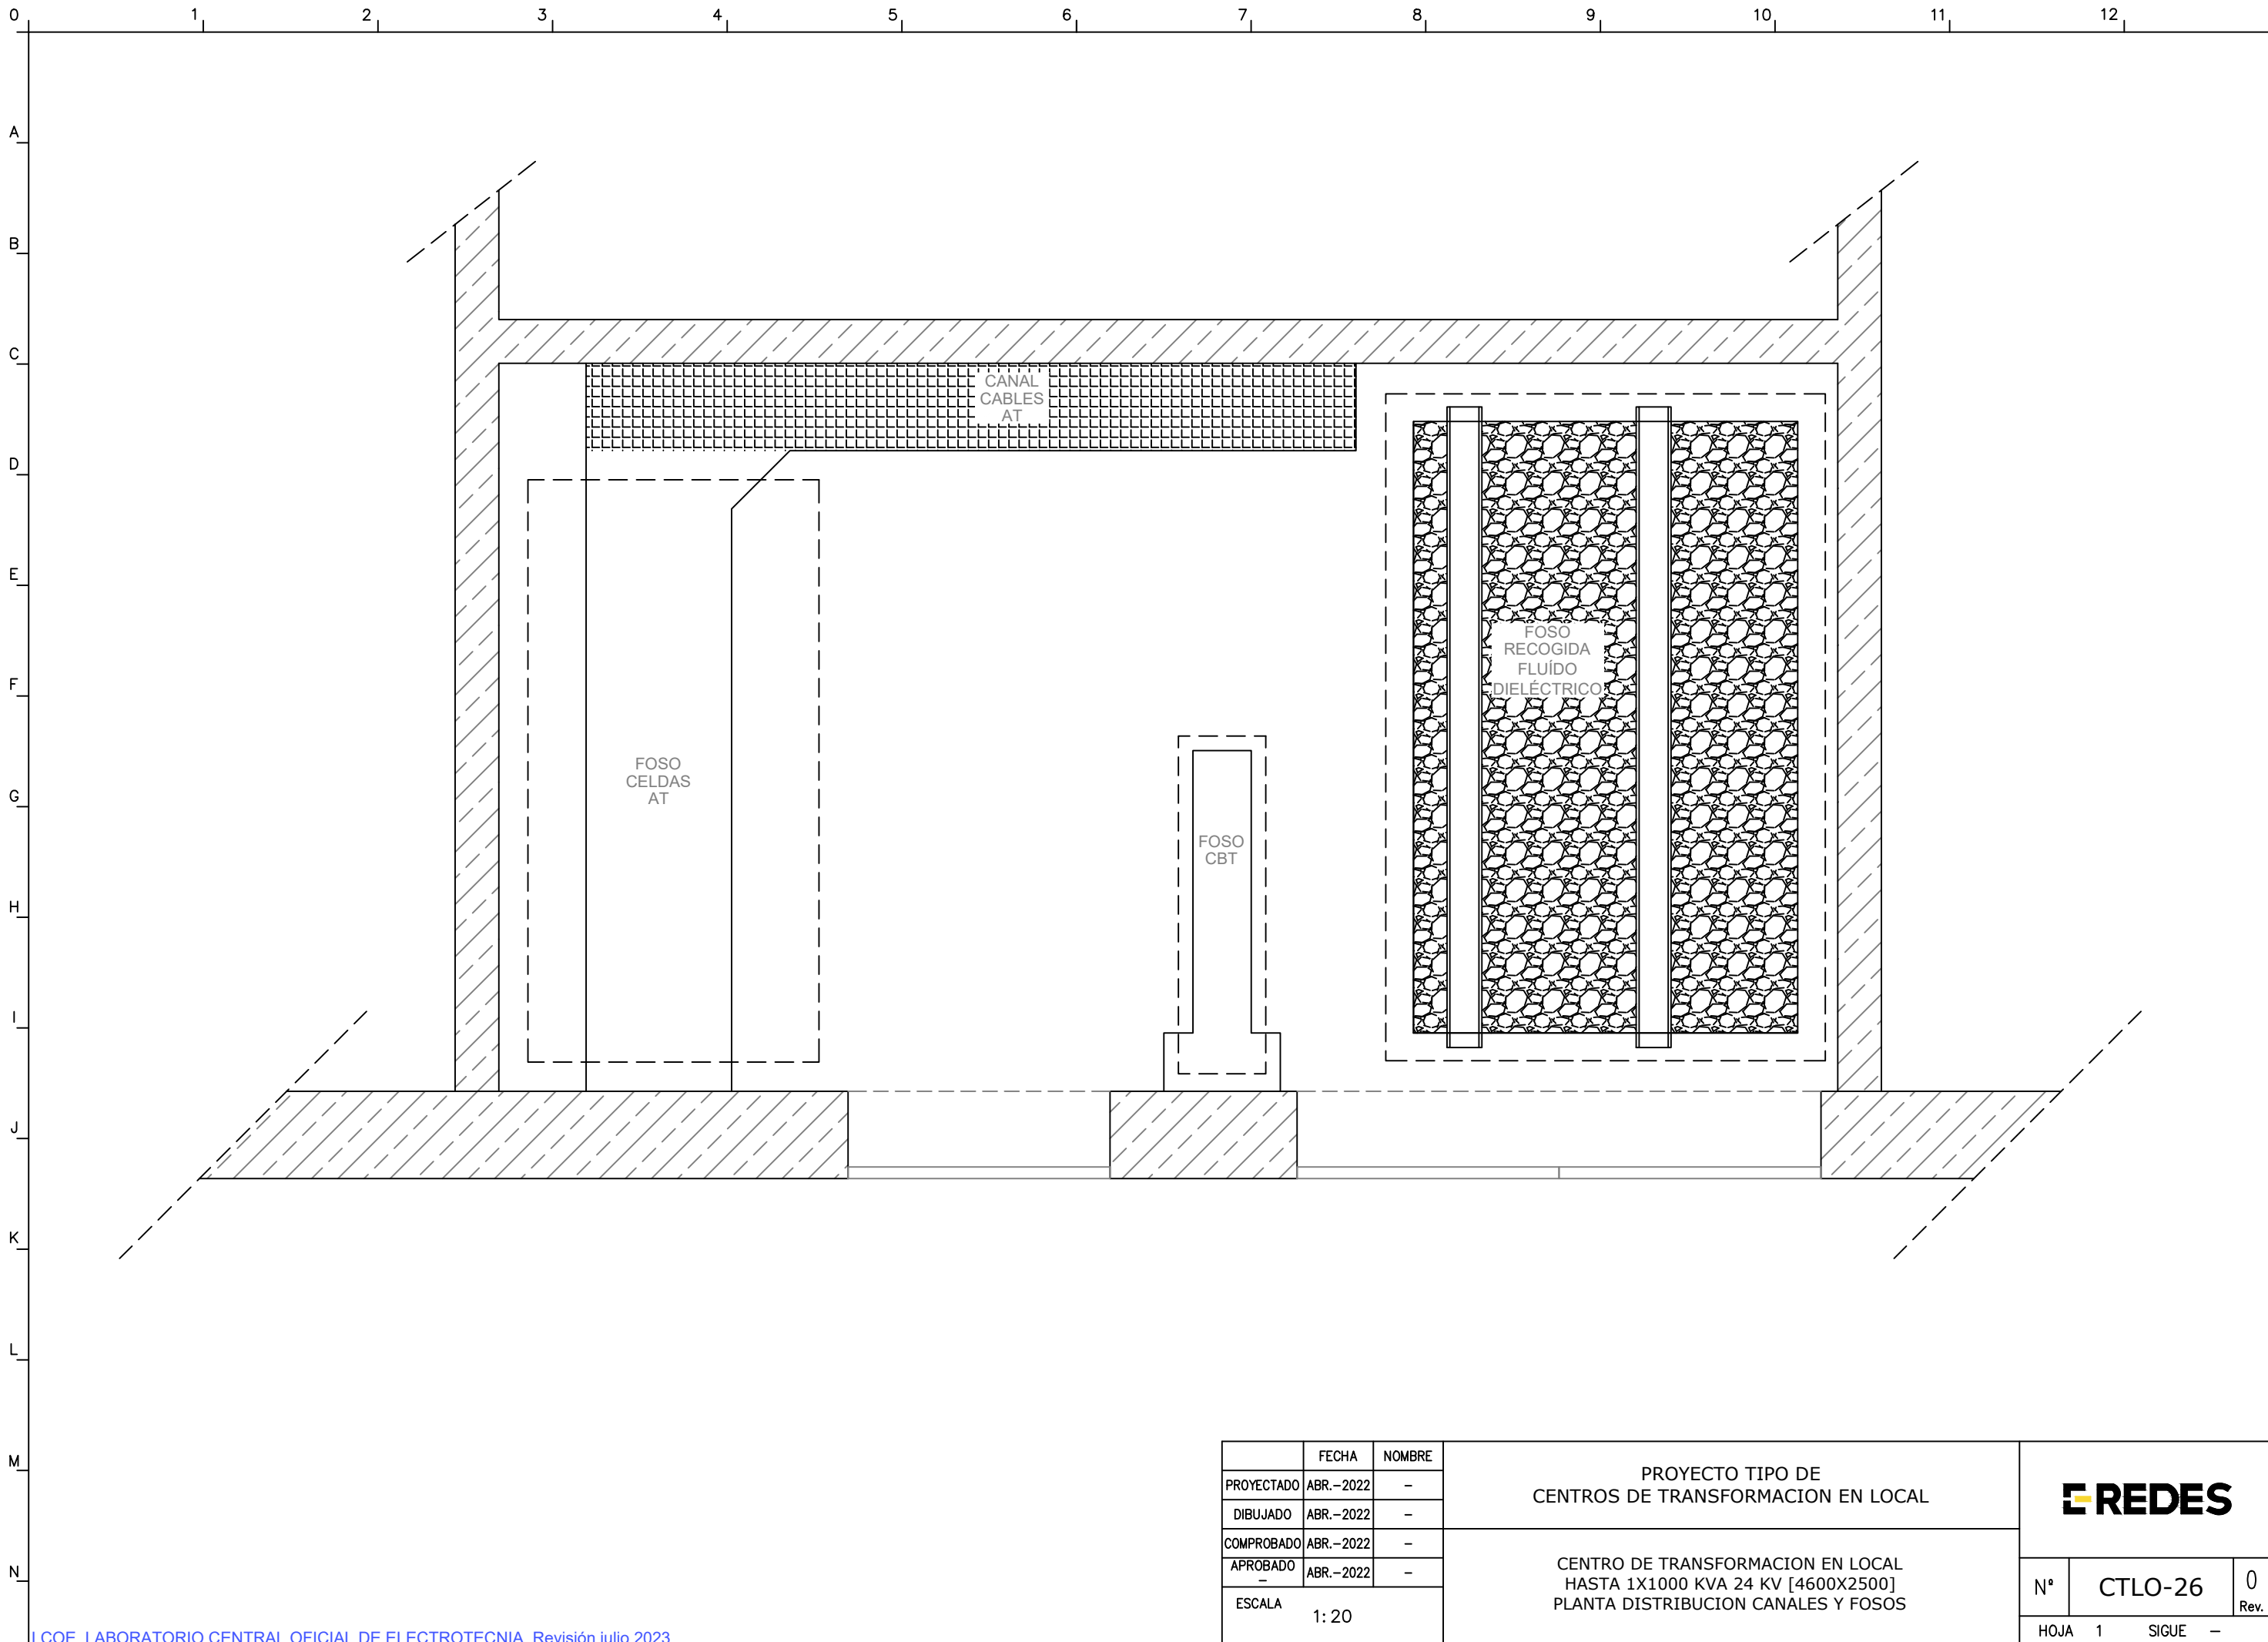 0 1 2 3 4 5 6 7 8 9 10 11 12
A
B
C
D
E
F
G
H
I
J
K
L
M
N
CANAL
CABLES
AT
FOSO
RECOGIDA
FLUÍDO
DIELÉCTRICO
FOSO
CELDAS
AT
FOSO
CBT
FECHA NOMBRE
PROYECTADO ABR.-2022 -
DIBUJADO ABR.-2022 -
COMPROBADO ABR.-2022 -
APROBADO - ABR.-2022 -
ESCALA 1:20
PROYECTO TIPO DE
CENTROS DE TRANSFORMACION EN LOCAL
CENTRO DE TRANSFORMACION EN LOCAL
HASTA 1X1000 KVA 24 KV [4600X2500]
PLANTA DISTRIBUCION CANALES Y FOSOS
E-REDES
Nº CTLO-26 0 Rev.
HOJA 1 SIGUE -
LCOE. LABORATORIO CENTRAL OFICIAL DE ELECTROTECNIA. Revisión julio 2023